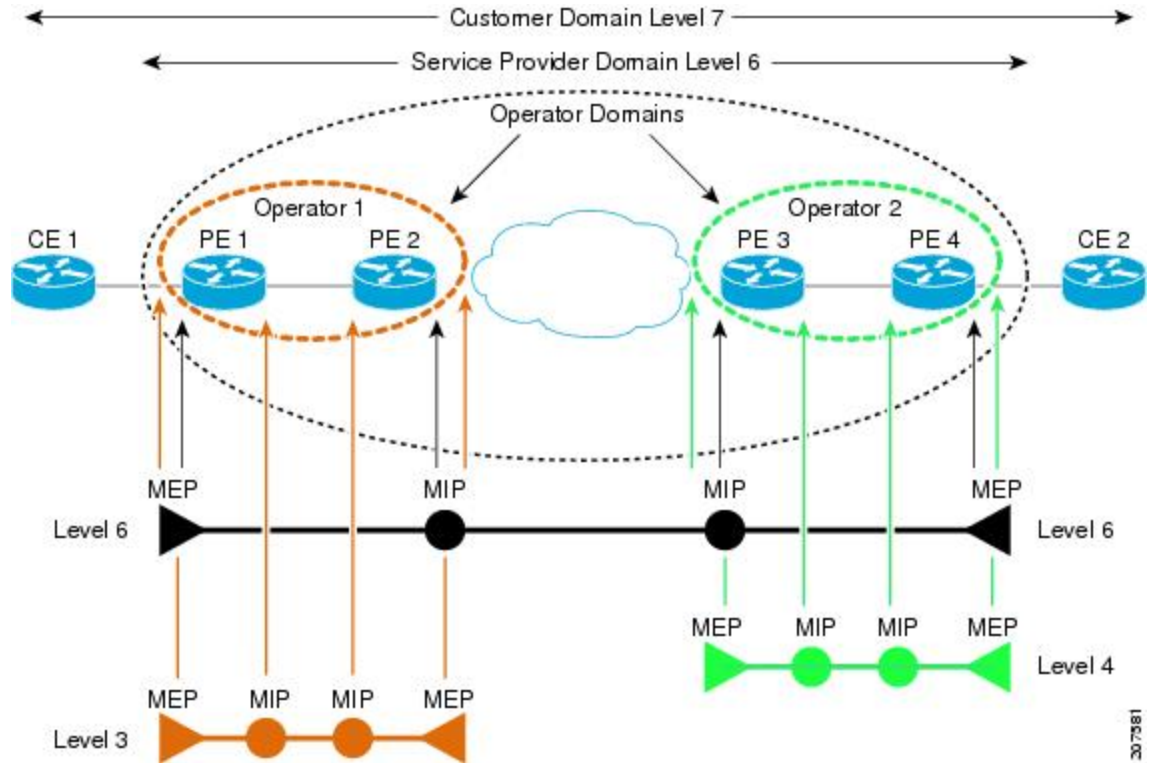 Customer Domain Level 7
Service Provider Domain Level 6
Operator Domains
Operator 1
Operator 2
CE 1
PE 1
PE 2
PE 3
PE 4
CE 2
MEP
MIP
MIP
MEP
Level 6
Level 6
MEP
MIP
MIP
MEP
Level 4
MEP
MIP
MIP
MEP
Level 3
207581